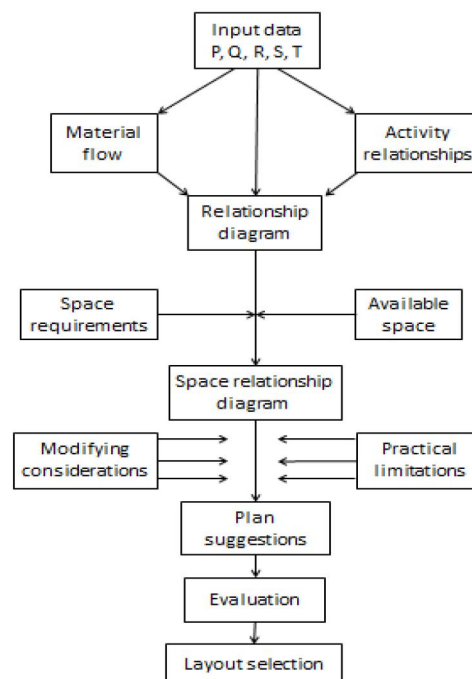 Input data
P, Q, R, S, T
Material
flow
Activity
relationships
Relationship
diagram
Space
requirements
Available
space
Space relationship
diagram
Modifying
considerations
Practical
limitations
Plan
suggestions
Evaluation
Layout selection